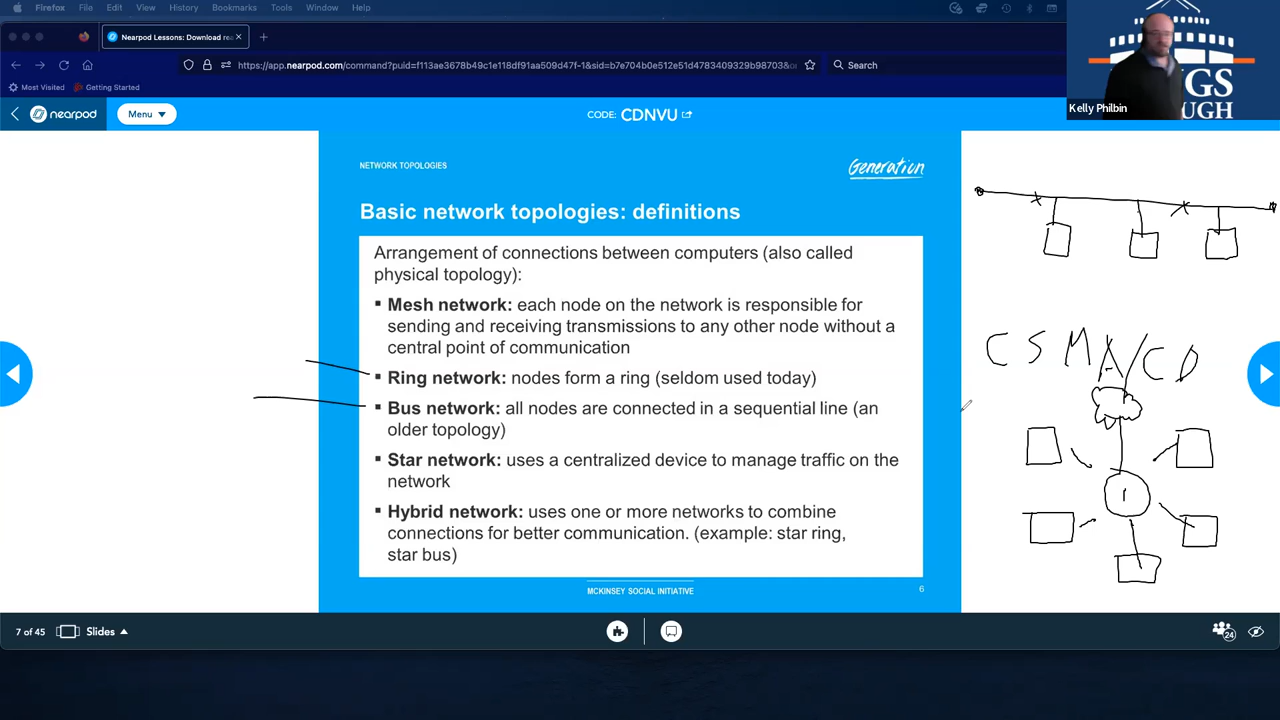 Firefox File Edit View History Bookmarks Tools Window Help
Nearpod Lessons: Download rea
https://app.nearpod.com/command?puid=f113ae3678b49c1e118df91aa509d47f-1&sid=b7e704b0e512e51d4783409329b98703&
Search
Most Visited Getting Started
NGS
UGH
Kelly Philbin
nearpod
Menu
CODE: CDNVU
NETWORK TOPOLOGIES
Generation
Basic network topologies: definitions
Arrangement of connections between computers (also called
physical topology):
▪ Mesh network: each node on the network is responsible for
sending and receiving transmissions to any other node without a
central point of communication
▪ Ring network: nodes form a ring (seldom used today)
▪ Bus network: all nodes are connected in a sequential line (an
older topology)
▪ Star network: uses a centralized device to manage traffic on the
network
▪ Hybrid network: uses one or more networks to combine
connections for better communication. (example: star ring,
star bus)
MCKINSEY SOCIAL INITIATIVE
6
CSMA/CD
7 of 45
Slides
24